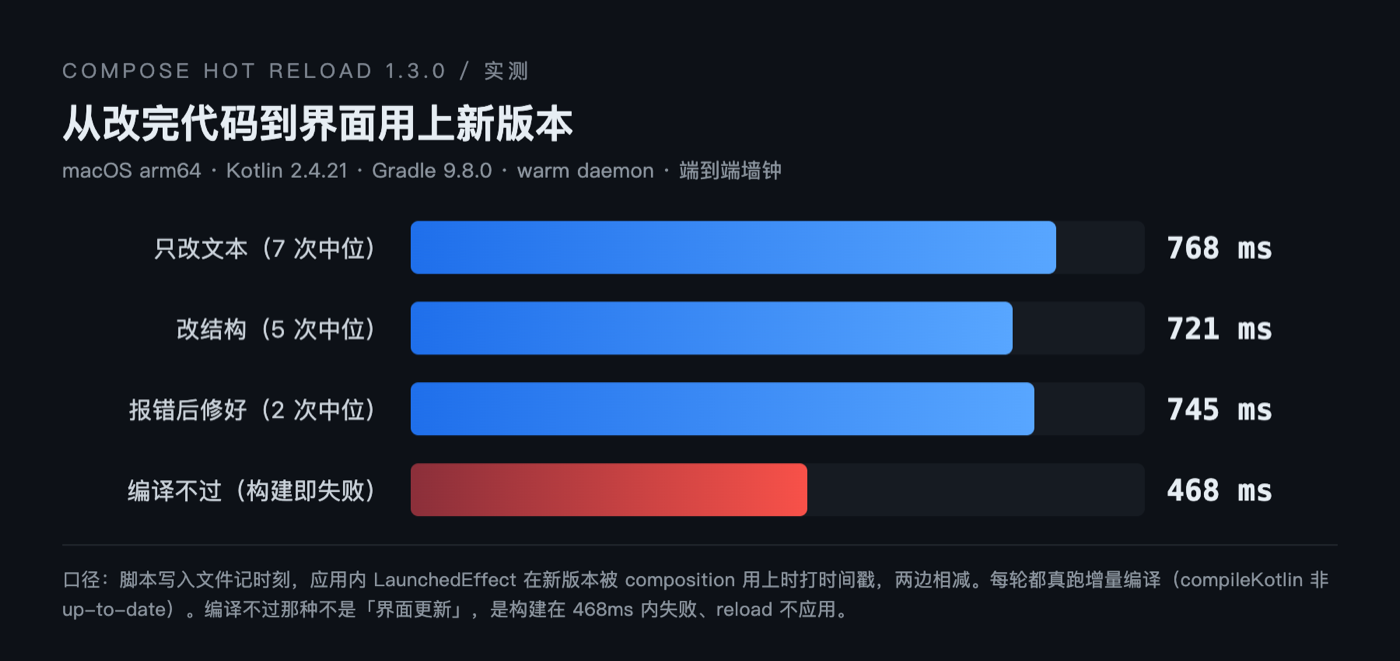 COMPOSE HOT RELOAD 1.3.0 / 实测
从改完代码到界面用上新版本
macOS arm64 · Kotlin 2.4.21 · Gradle 9.8.0 · warm daemon · 端到端墙钟
只改文本（7 次中位） 768 ms
改结构（5 次中位） 721 ms
报错后修好（2 次中位） 745 ms
编译不过（构建即失败） 468 ms
口径：脚本写入文件记时刻，应用内 LaunchedEffect 在新版本被 composition 用上时打时间戳，两边相减。每轮都真跑增量编译（compileKotlin 非
up-to-date）。编译不过那种不是「界面更新」，是构建在 468ms 内失败、reload 不应用。